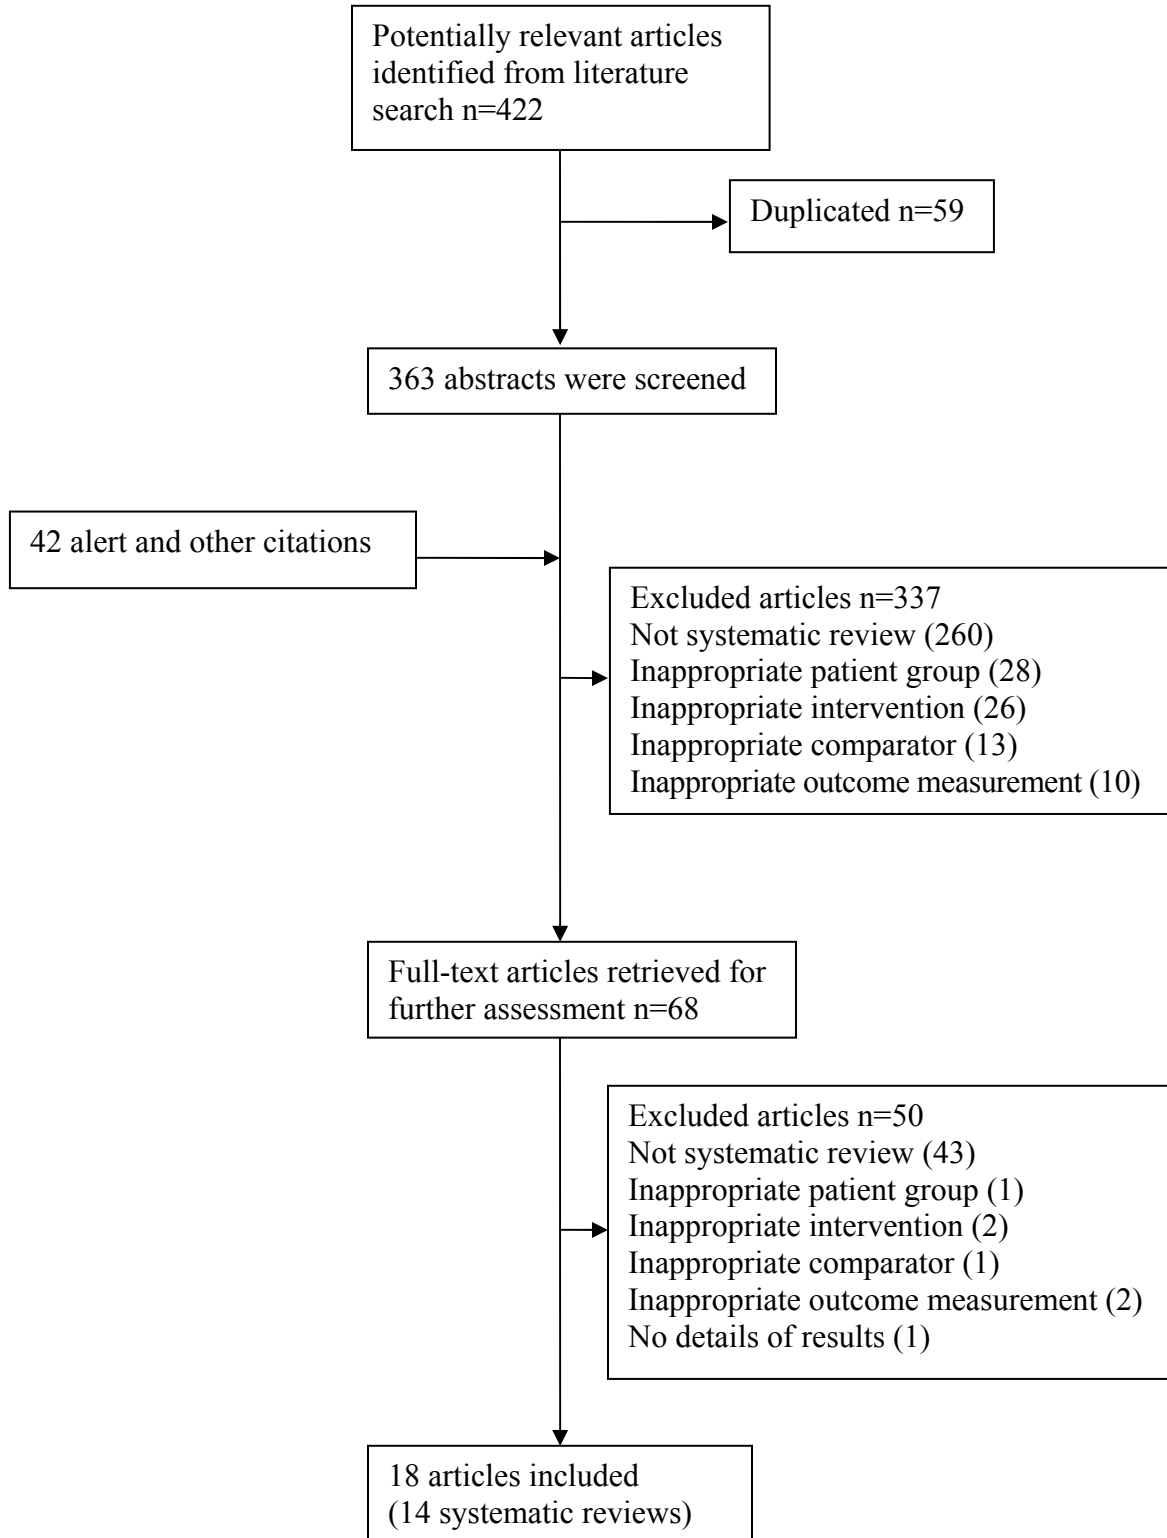 Potentially relevant articles
identified from literature
search n=422
Duplicated n=59
363 abstracts were screened
42 alert and other citations
Excluded articles n=337
Not systematic review (260)
Inappropriate patient group (28)
Inappropriate intervention (26)
Inappropriate comparator (13)
Inappropriate outcome measurement (10)
Full-text articles retrieved for
further assessment n=68
Excluded articles n=50
Not systematic review (43)
Inappropriate patient group (1)
Inappropriate intervention (2)
Inappropriate comparator (1)
Inappropriate outcome measurement (2)
No details of results (1)
18 articles included
(14 systematic reviews)